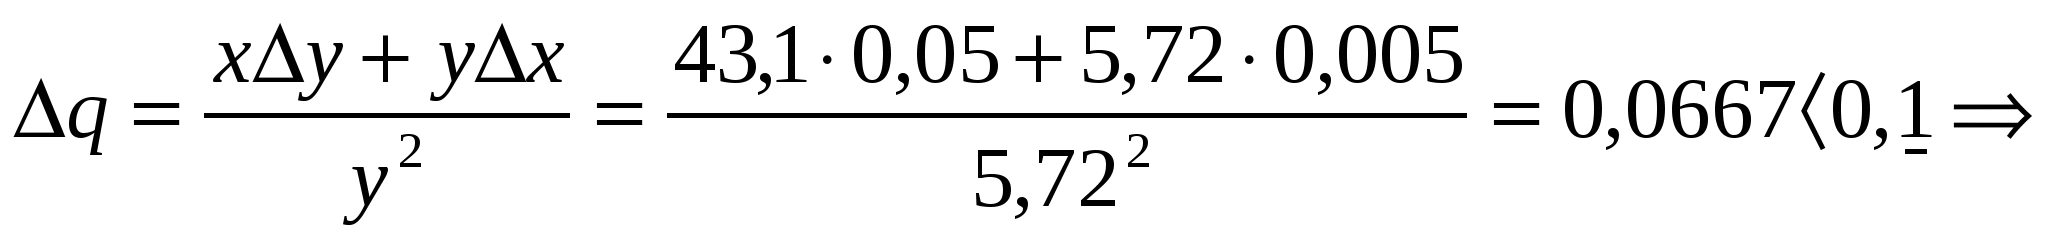 Δq = (xΔy + yΔx) / y² = (43,1 · 0,05 + 5,72 · 0,005) / 5,72² = 0,0667⟨0,1 ⇒